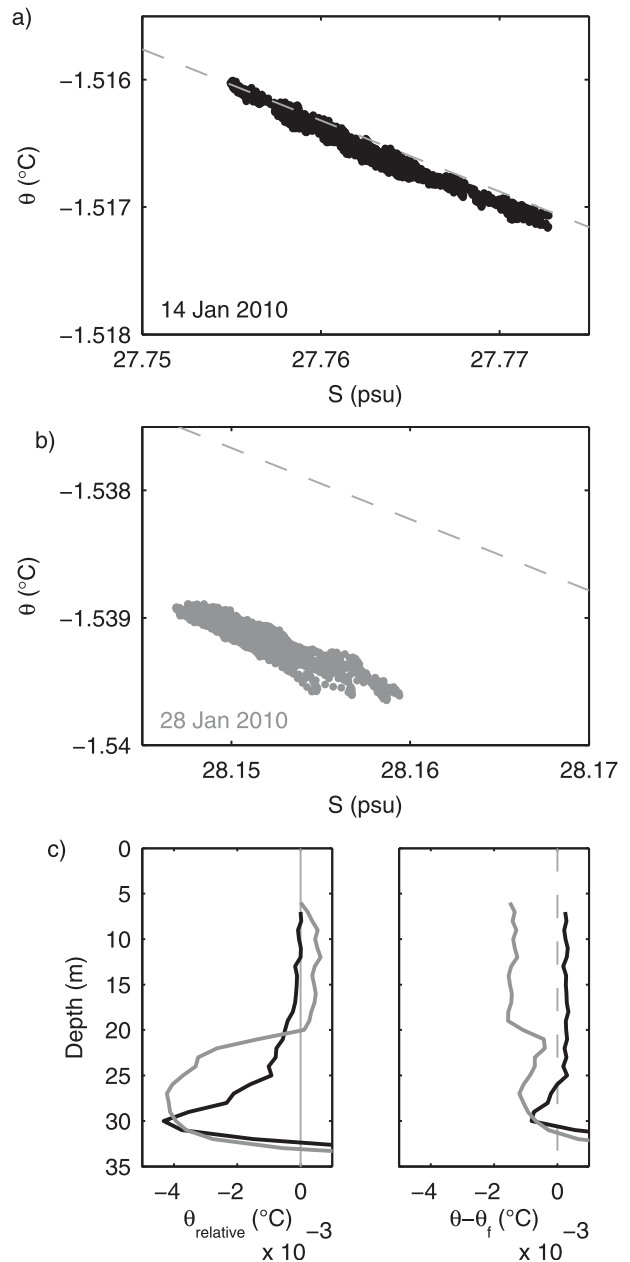 a)
−1.516
−1.517
−1.518
θ (°C)
14 Jan 2010
27.75 27.76 27.77
S (psu)
b)
−1.538
−1.539
−1.54
θ (°C)
28 Jan 2010
28.15 28.16 28.17
S (psu)
c)
0
5
10
15
20
25
30
35
Depth (m)
−4 −2 0 −4 −2 0
θrelative (°C) θ−θf (°C)
x 10−3 x 10−3